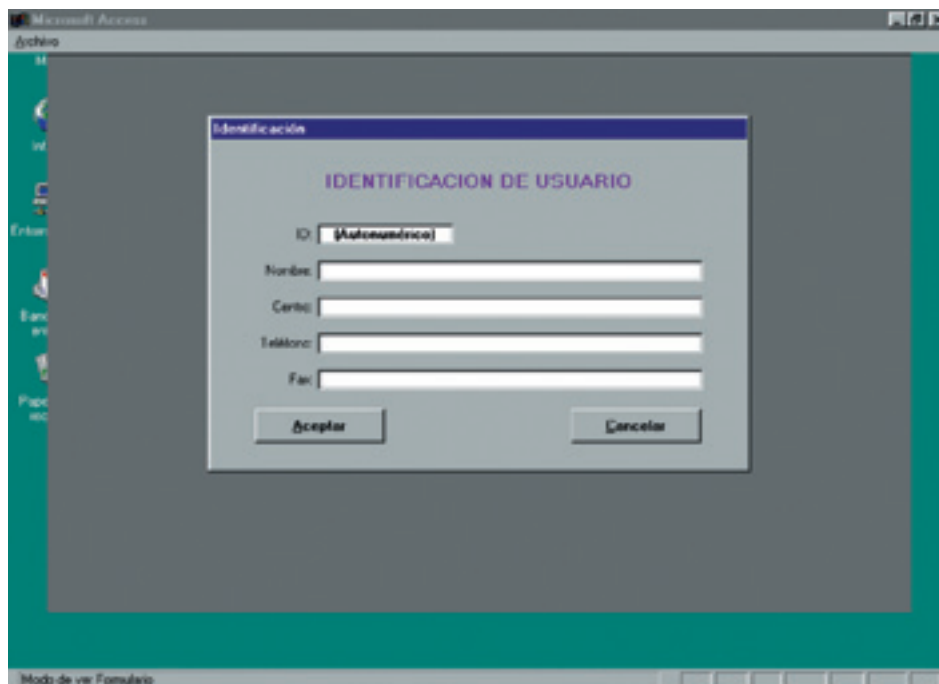 Microsoft Access
Archivo
Identificación
IDENTIFICACION DE USUARIO
ID: (Autonumérico)
Nombre:
Centro:
Teléfono:
Fax:
Aceptar
Cancelar
Modo de ver Formulario